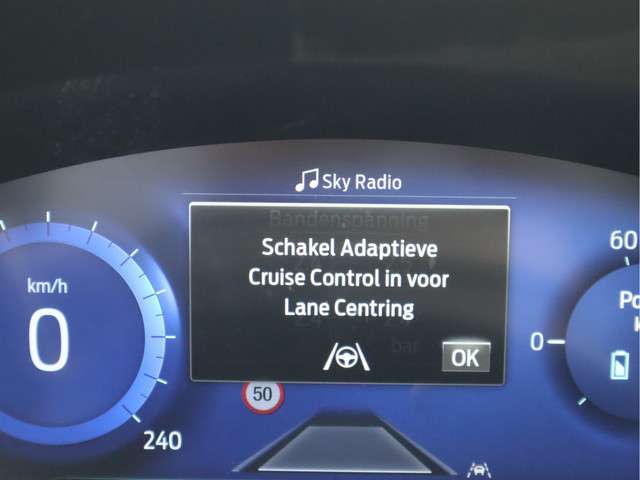 Sky Radio
Bandenspanning
Schakel Adaptieve
Cruise Control in voor
Lane Centring
bar
OK
km/h
0
240
50
60
0
Po
k